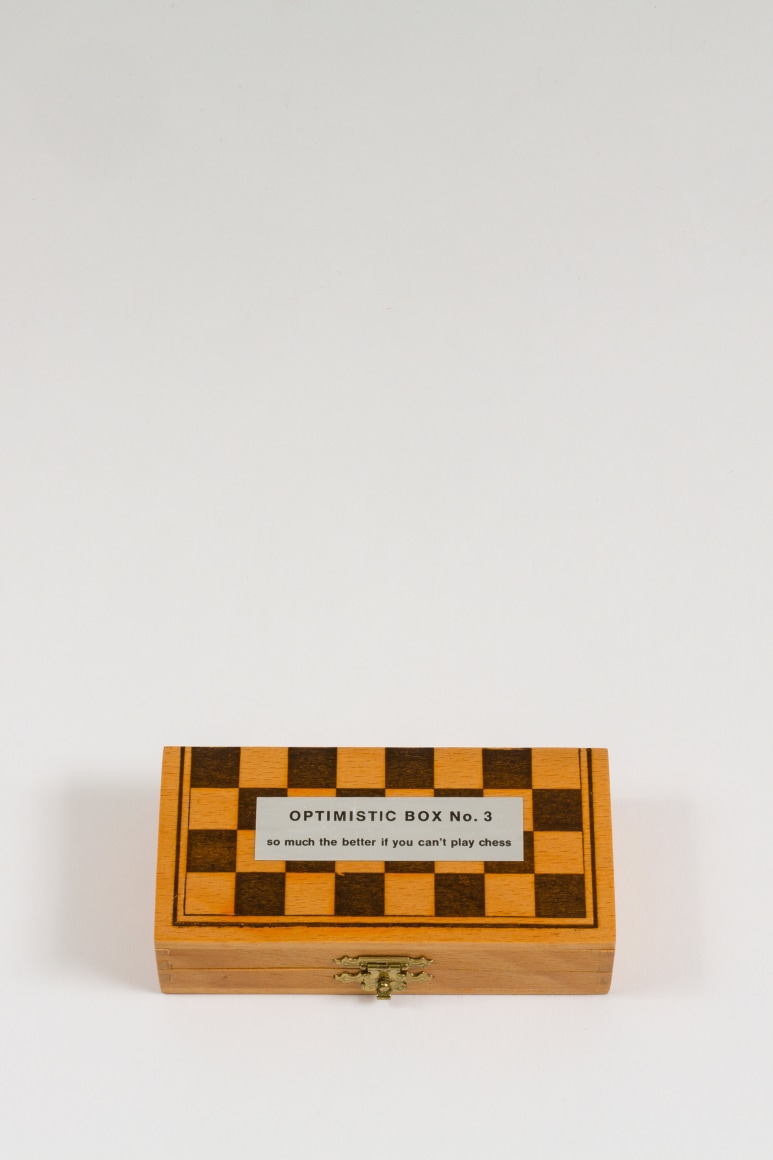 OPTIMISTIC BOX No. 3
so much the better if you can't play chess